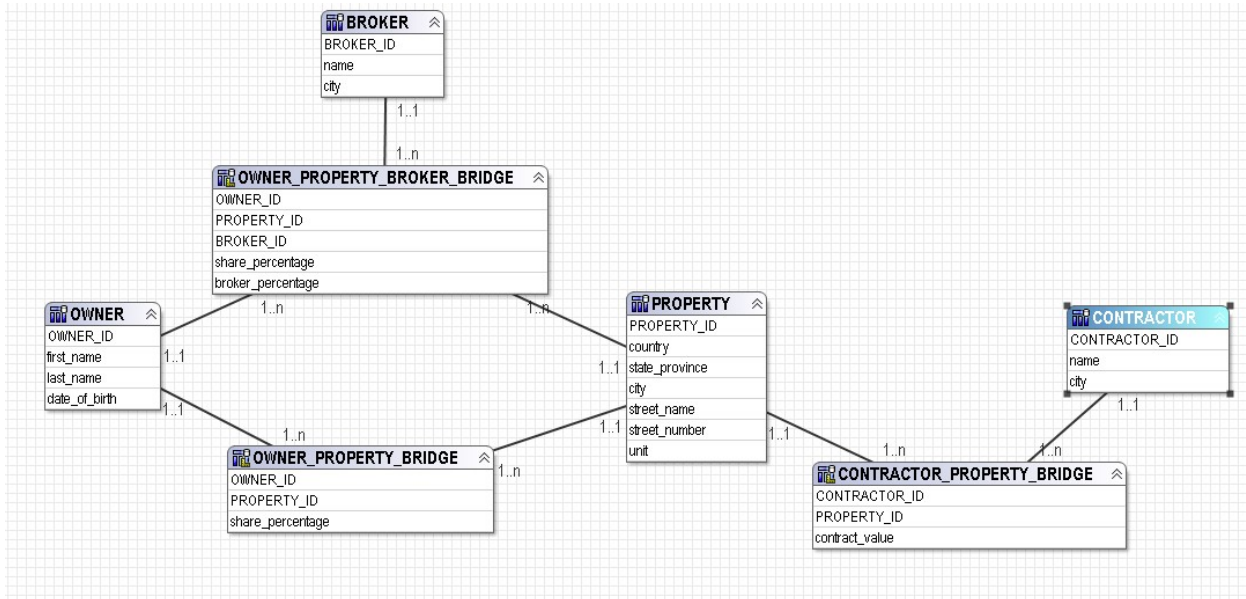 BROKER
BROKER_ID
name
city
1..1
1..n
OWNER_PROPERTY_BROKER_BRIDGE
OWNER_ID
PROPERTY_ID
BROKER_ID
share_percentage
broker_percentage
1..n
1..n
OWNER
OWNER_ID
first_name
last_name
date_of_birth
1..1
1..1
1..n
OWNER_PROPERTY_BRIDGE
OWNER_ID
PROPERTY_ID
share_percentage
1..n
PROPERTY
PROPERTY_ID
country
state_province
city
street_name
street_number
unit
1..1
1..1
1..1
1..n
CONTRACTOR
CONTRACTOR_ID
name
city
1..1
1..n
CONTRACTOR_PROPERTY_BRIDGE
CONTRACTOR_ID
PROPERTY_ID
contract_value